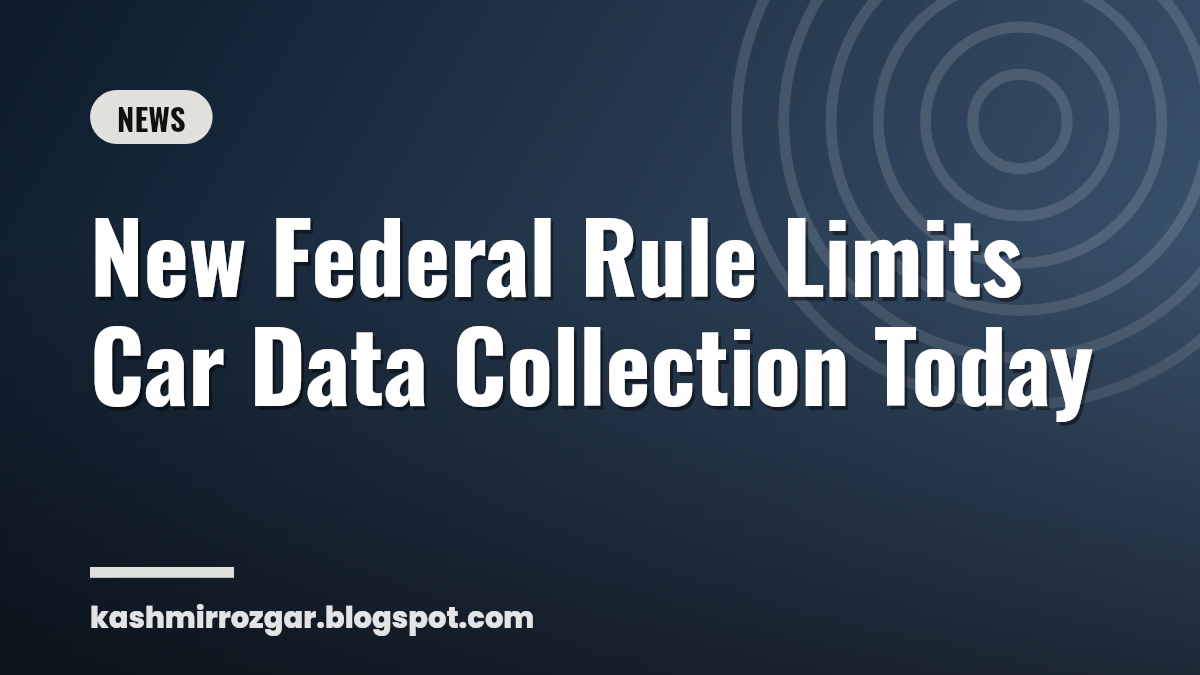 NEWS
New Federal Rule Limits
Car Data Collection Today
kashmirrozgar.blogspot.com